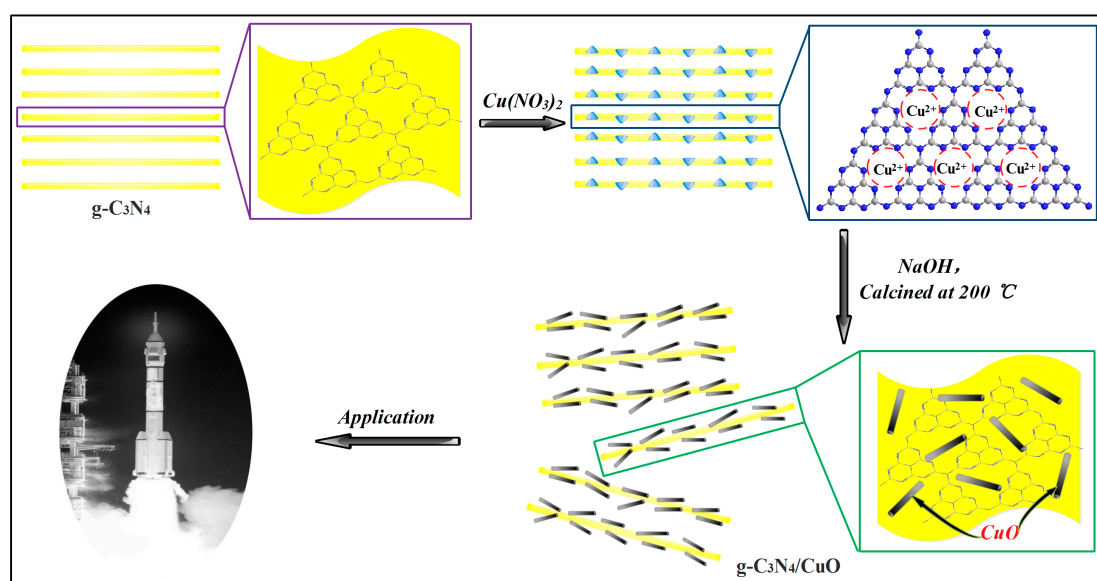 g-C₃N₄
Cu(NO₃)₂
Cu²⁺
Cu²⁺
Cu²⁺
Cu²⁺
Cu²⁺
NaOH,
Calcined at 200 ℃
Application
CuO
g-C₃N₄/CuO